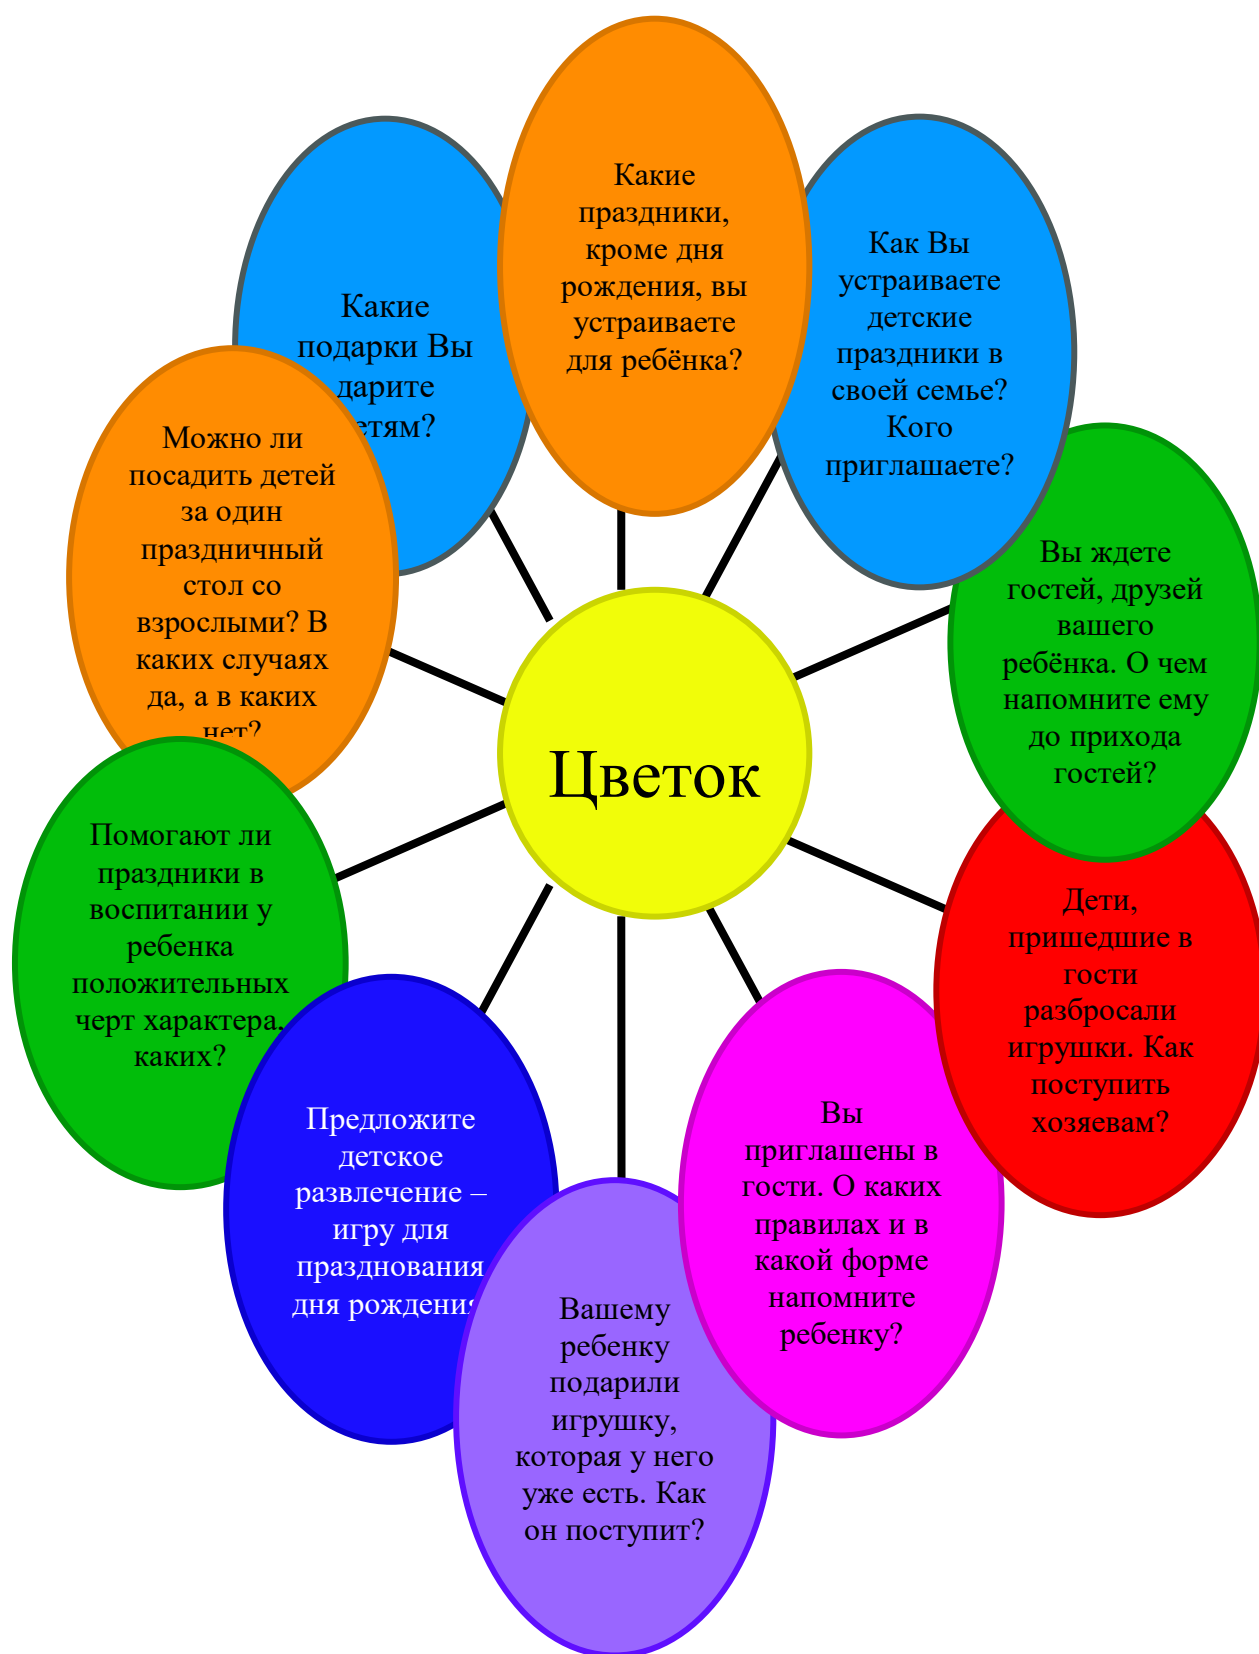 Какие
праздники,
кроме дня
рождения, вы
устраиваете
для ребёнка?
Как Вы
устраиваете
детские
праздники в
своей семье?
Кого
приглашаете?
Вы ждете
гостей, друзей
вашего
ребёнка. О чем
напомните ему
до прихода
гостей?
Дети,
пришедшие в
гости
разбросали
игрушки. Как
поступить
хозяевам?
Вы
приглашены в
гости. О каких
правилах и в
какой форме
напомните
ребенку?
Вашему
ребенку
подарили
игрушку,
которая у него
уже есть. Как
он поступит?
Предложите
детское
развлечение –
игру для
празднования
дня рождения
Помогают ли
праздники в
воспитании у
ребенка
положительных
черт характера,
каких?
Можно ли
посадить детей
за один
праздничный
стол со
взрослыми? В
каких случаях
да, а в каких
нет?
Какие
подарки Вы
дарите
етям?
Цветок